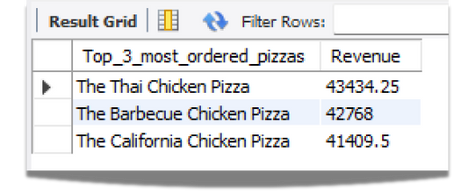 Result Grid Filter Rows:
Top_3_most_ordered_pizzas Revenue
The Thai Chicken Pizza 43434.25
The Barbecue Chicken Pizza 42768
The California Chicken Pizza 41409.5